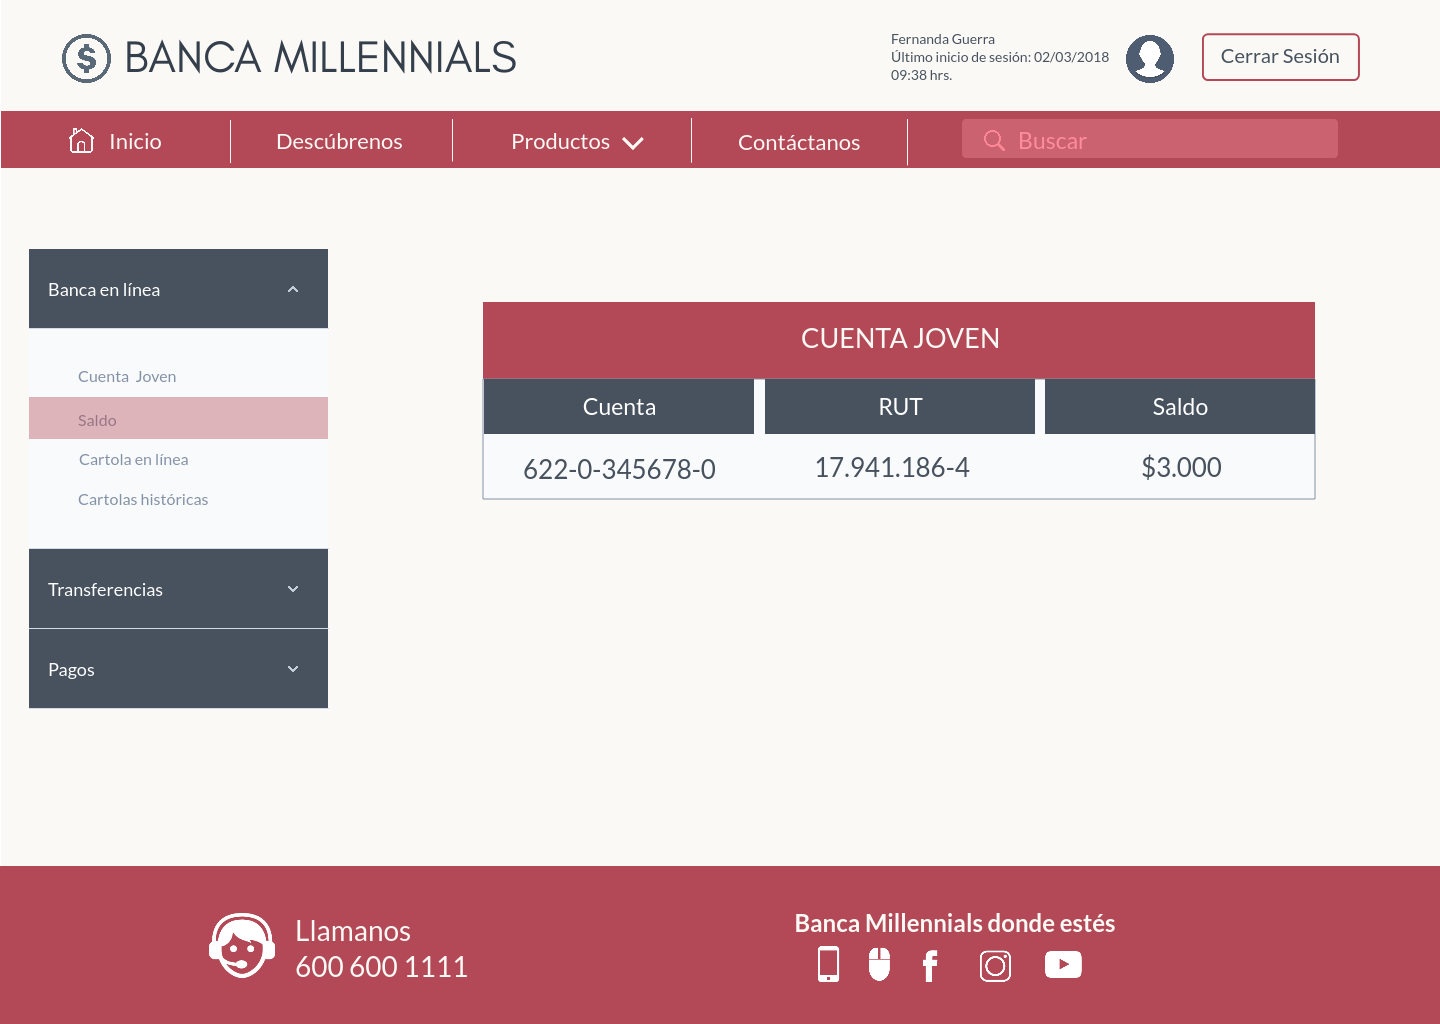 BANCA MILLENNIALS
Fernanda Guerra
Último inicio de sesión: 02/03/2018
09:38 hrs.
Cerrar Sesión
Inicio
Descúbrenos
Productos
Contáctanos
Buscar
Banca en línea
Cuenta  Joven
Saldo
Cartola en línea
Cartolas históricas
Transferencias
Pagos
CUENTA JOVEN
Cuenta RUT Saldo
622-0-345678-0 17.941.186-4 $3.000
Llamanos
600 600 1111
Banca Millennials donde estés